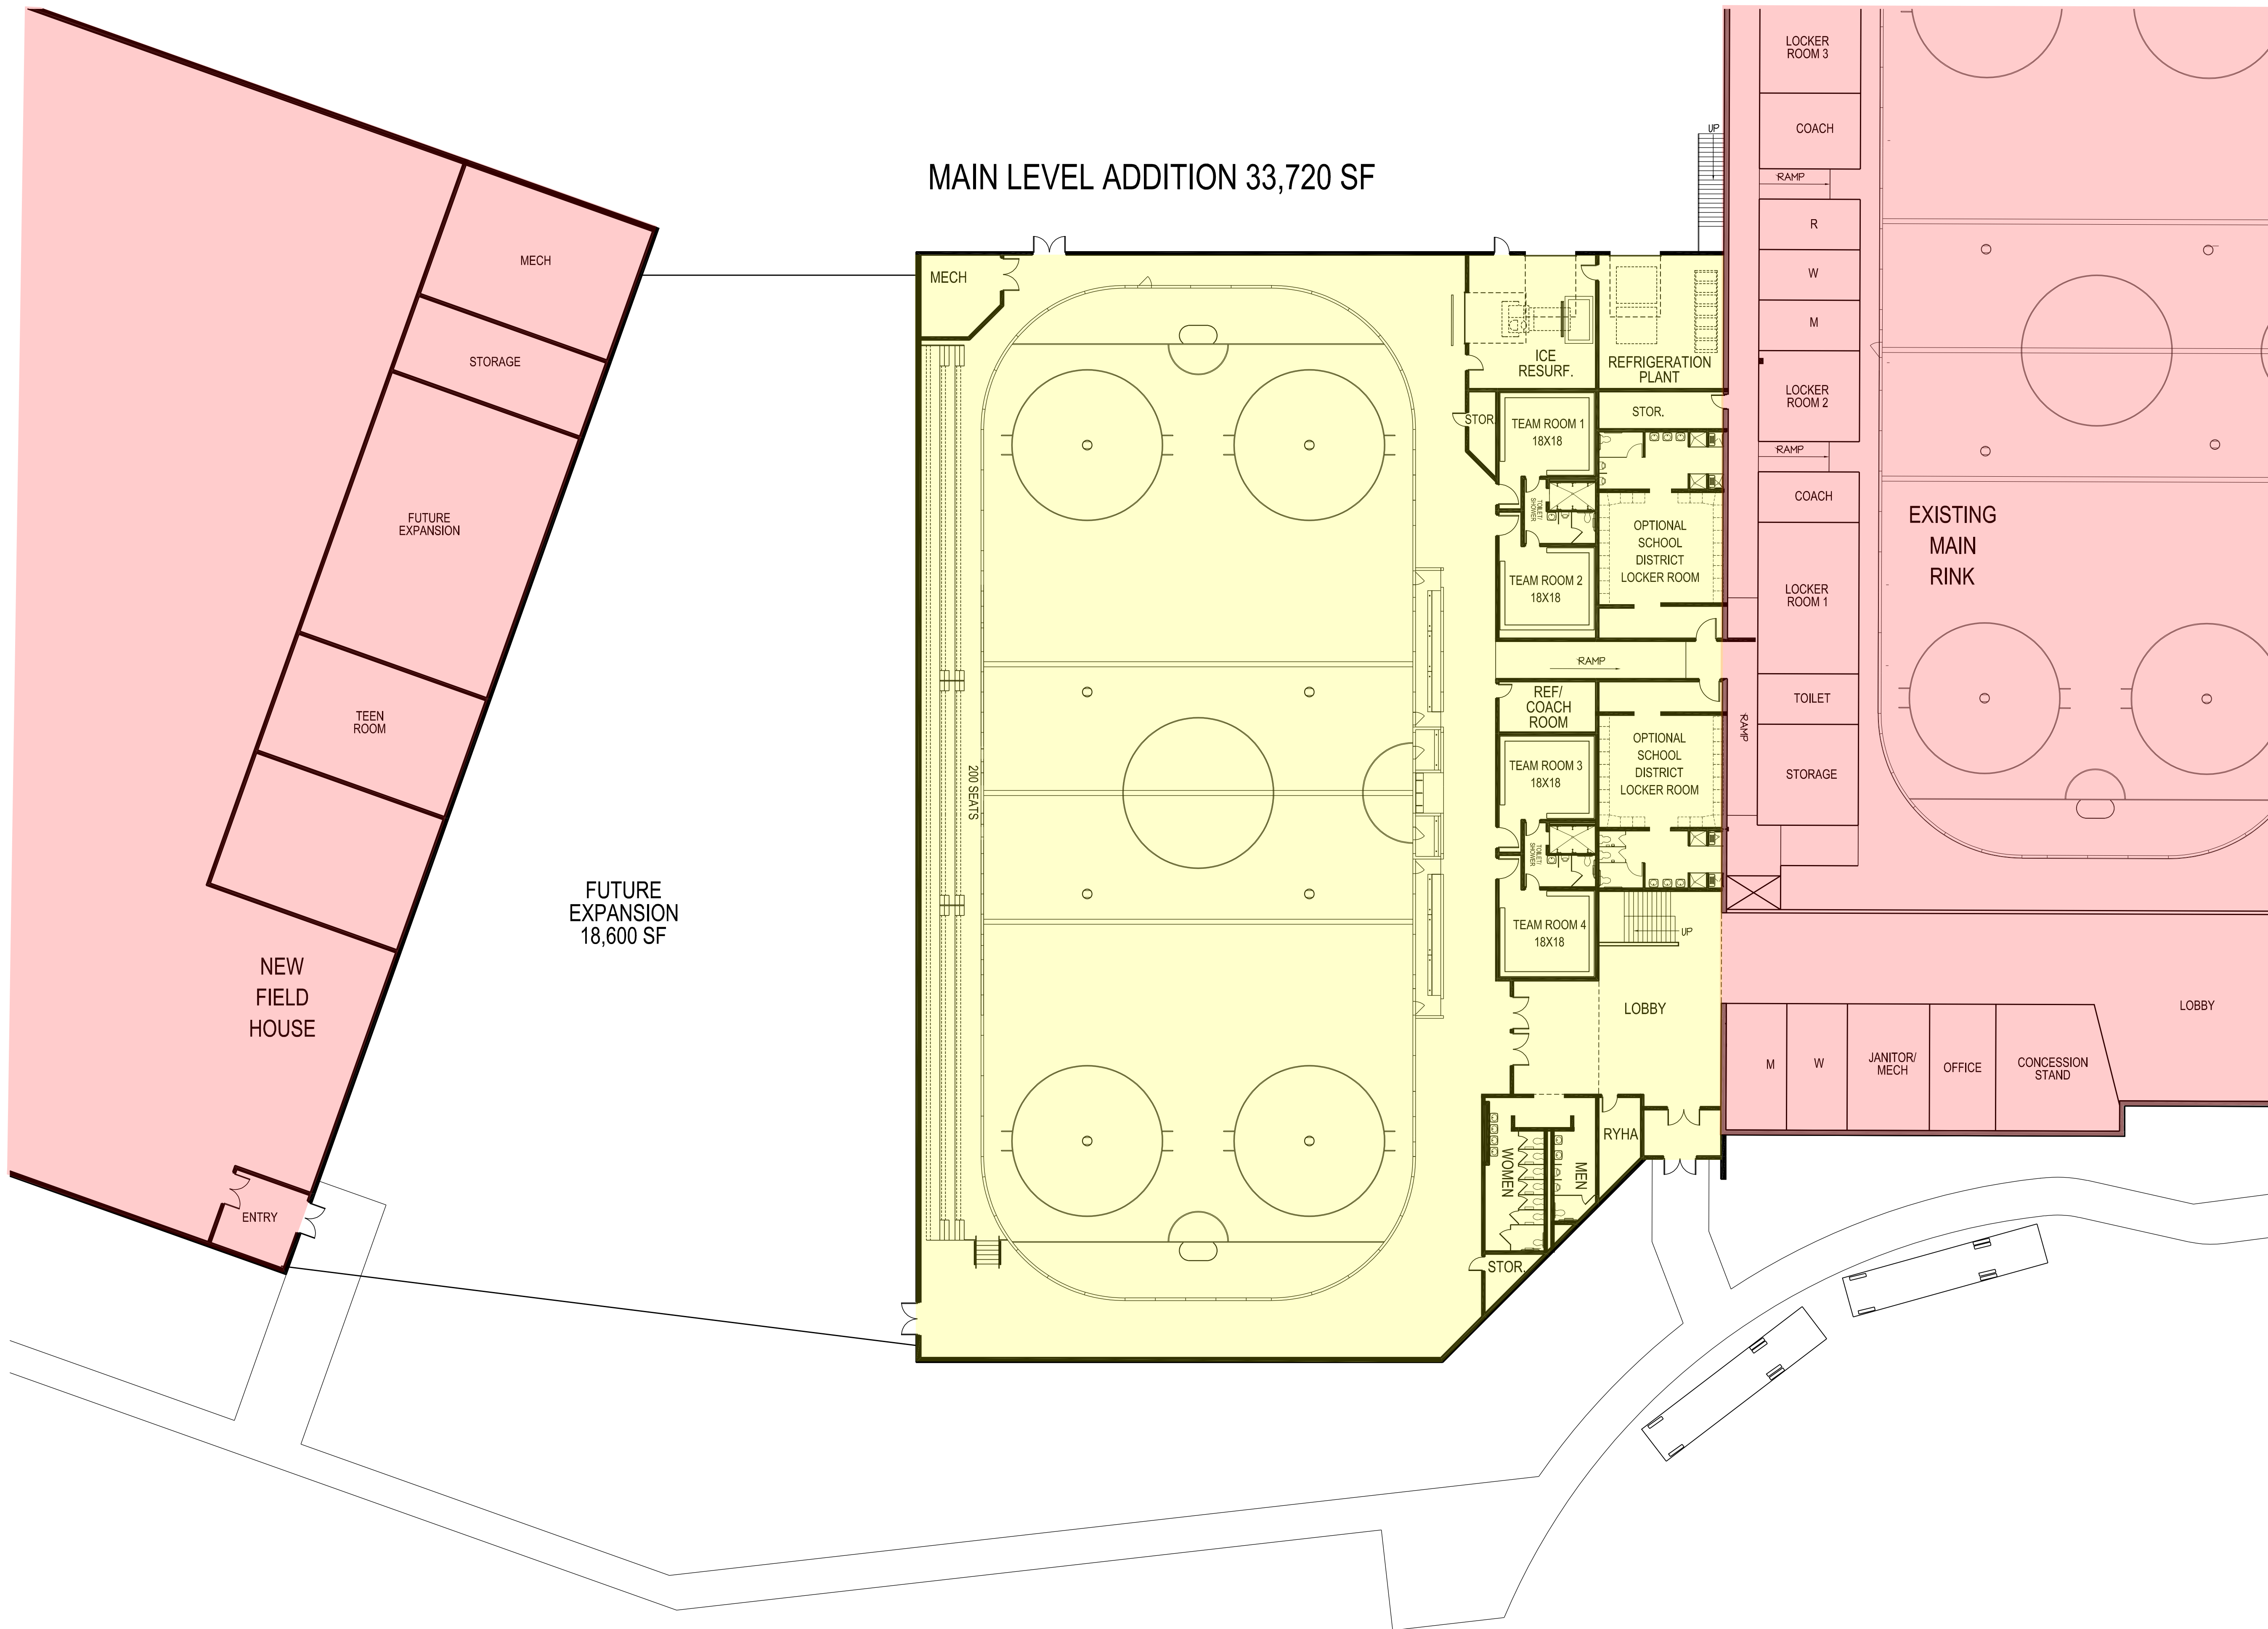 MAIN LEVEL ADDITION 33,720 SF
MECH
STORAGE
FUTURE
EXPANSION
TEEN
ROOM
NEW
FIELD
HOUSE
ENTRY
FUTURE
EXPANSION
18,600 SF
MECH
200 SEATS
ICE
RESURF.
REFRIGERATION
PLANT
UP
STOR.
STOR.
TEAM ROOM 1
18X18
TOILET/
SHOWER
TEAM ROOM 2
18X18
OPTIONAL
SCHOOL
DISTRICT
LOCKER ROOM
RAMP
REF/
COACH
ROOM
TEAM ROOM 3
18X18
OPTIONAL
SCHOOL
DISTRICT
LOCKER ROOM
TOILET/
SHOWER
TEAM ROOM 4
18X18
UP
LOBBY
RYHA
WOMEN
MEN
STOR.
LOCKER
ROOM 3
COACH
RAMP
R
W
M
LOCKER
ROOM 2
RAMP
COACH
LOCKER
ROOM 1
TOILET
RAMP
STORAGE
EXISTING
MAIN
RINK
M
W
JANITOR/
MECH
OFFICE
CONCESSION
STAND
LOBBY